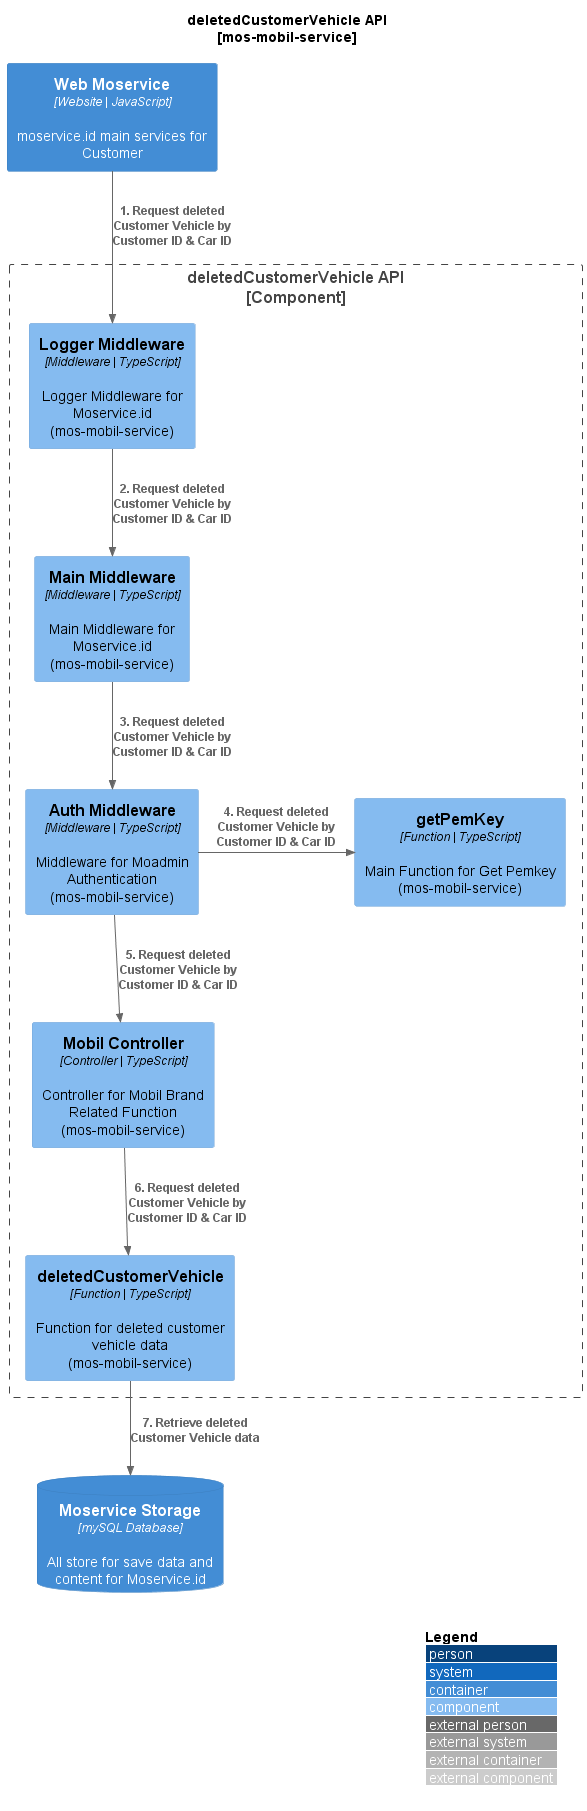 deletedCustomerVehicle API
[mos-mobil-service]
Web Moservice
[Website | JavaScript]
moservice.id main services for
Customer
1. Request deleted
Customer Vehicle by
Customer ID & Car ID
deletedCustomerVehicle API
[Component]
Logger Middleware
[Middleware | TypeScript]
Logger Middleware for
Moservice.id
(mos-mobil-service)
2. Request deleted
Customer Vehicle by
Customer ID & Car ID
Main Middleware
[Middleware | TypeScript]
Main Middleware for
Moservice.id
(mos-mobil-service)
3. Request deleted
Customer Vehicle by
Customer ID & Car ID
Auth Middleware
[Middleware | TypeScript]
Middleware for Moadmin
Authentication
(mos-mobil-service)
4. Request deleted
Customer Vehicle by
Customer ID & Car ID
getPemKey
[Function | TypeScript]
Main Function for Get Pemkey
(mos-mobil-service)
5. Request deleted
Customer Vehicle by
Customer ID & Car ID
Mobil Controller
[Controller | TypeScript]
Controller for Mobil Brand
Related Function
(mos-mobil-service)
6. Request deleted
Customer Vehicle by
Customer ID & Car ID
deletedCustomerVehicle
[Function | TypeScript]
Function for deleted customer
vehicle data
(mos-mobil-service)
7. Retrieve deleted
Customer Vehicle data
Moservice Storage
[mySQL Database]
All store for save data and
content for Moservice.id
Legend
person
system
container
component
external person
external system
external container
external component